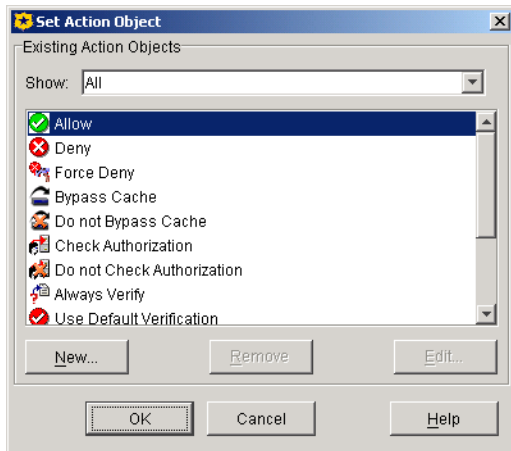 Set Action Object
Existing Action Objects
Show: All
Allow
Deny
Force Deny
Bypass Cache
Do not Bypass Cache
Check Authorization
Do not Check Authorization
Always Verify
Use Default Verification
New... Remove Edit...
OK Cancel Help